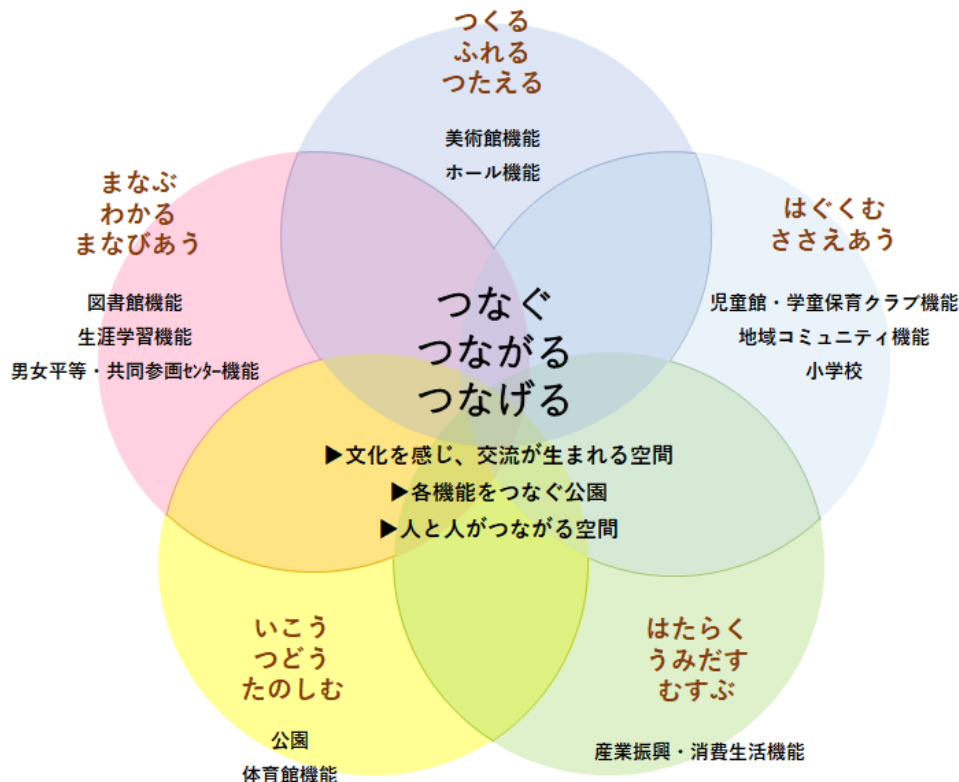 つくる
ふれる
つたえる
美術館機能
ホール機能
まなぶ
わかる
まなびあう
図書館機能
生涯学習機能
男女平等・共同参画ｾﾝﾀｰ機能
はぐくむ
ささえあう
児童館・学童保育クラブ機能
地域コミュニティ機能
小学校
つなぐ
つながる
つなげる
▶文化を感じ、交流が生まれる空間
▶各機能をつなぐ公園
▶人と人がつながる空間
いこう
つどう
たのしむ
公園
体育館機能
はたらく
うみだす
むすぶ
産業振興・消費生活機能